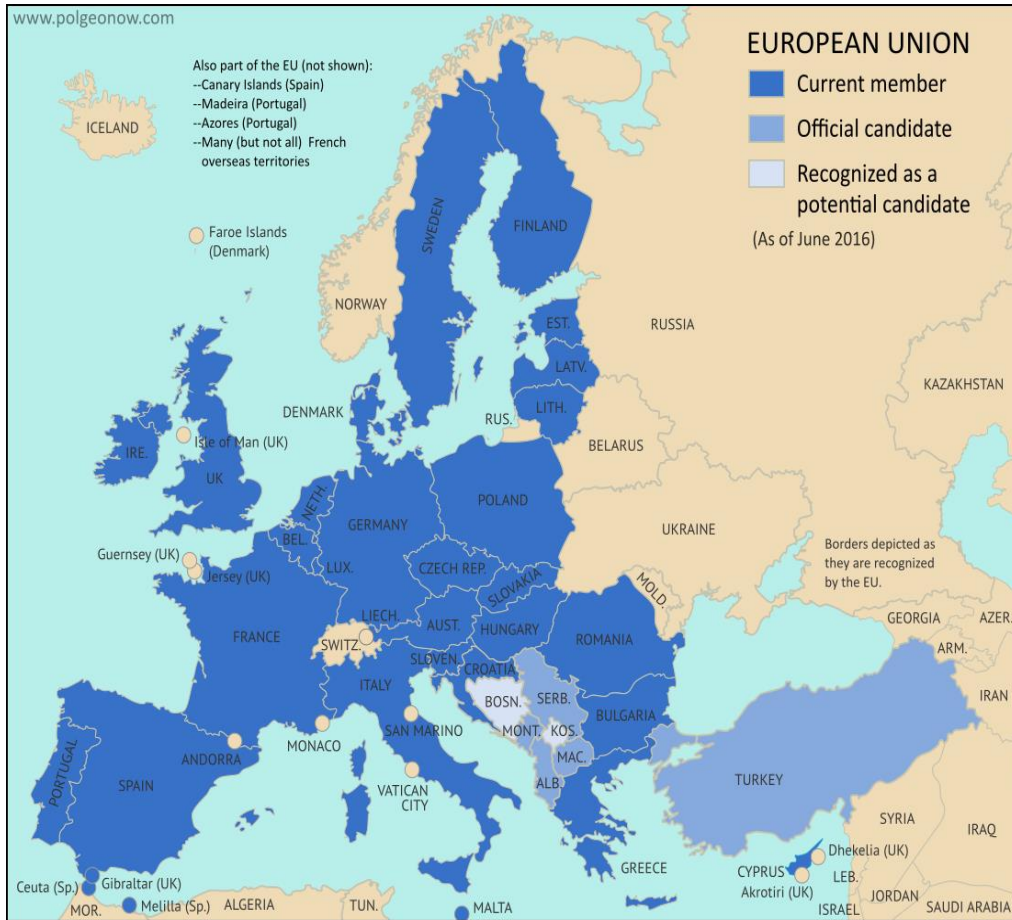 www.polgeonow.com
EUROPEAN UNION
Current member
Official candidate
Recognized as a
potential candidate
(As of June 2016)
Also part of the EU (not shown):
--Canary Islands (Spain)
--Madeira (Portugal)
--Azores (Portugal)
--Many (but not all) French
overseas territories
ICELAND
Faroe Islands
(Denmark)
SWEDEN
FINLAND
NORWAY
RUSSIA
EST.
LATV.
LITH.
RUS.
KAZAKHSTAN
DENMARK
BELARUS
Isle of Man (UK)
IRE.
UK
NETH.
POLAND
GERMANY
UKRAINE
BEL.
Guernsey (UK)
Jersey (UK)
LUX.
CZECH REP.
SLOVAKIA
MOLD.
Borders depicted as
they are recognized
by the EU.
LIECH.
AUST.
HUNGARY
ROMANIA
FRANCE
SWITZ.
GEORGIA
AZER.
ARM.
SLOVEN.
CROATIA
ITALY
BOSN.
SERB.
IRAN
BULGARIA
SAN MARINO
MONT.
KOS.
MONACO
ANDORRA
MAC.
PORTUGAL
SPAIN
ALB.
TURKEY
VATICAN
CITY
SYRIA
IRAQ
GREECE
CYPRUS
Dhekelia (UK)
Akrotiri (UK)
LEB.
Ceuta (Sp.)
Gibraltar (UK)
Melilla (Sp.)
MOR.
ALGERIA
TUN.
MALTA
ISRAEL
JORDAN
SAUDI ARABIA